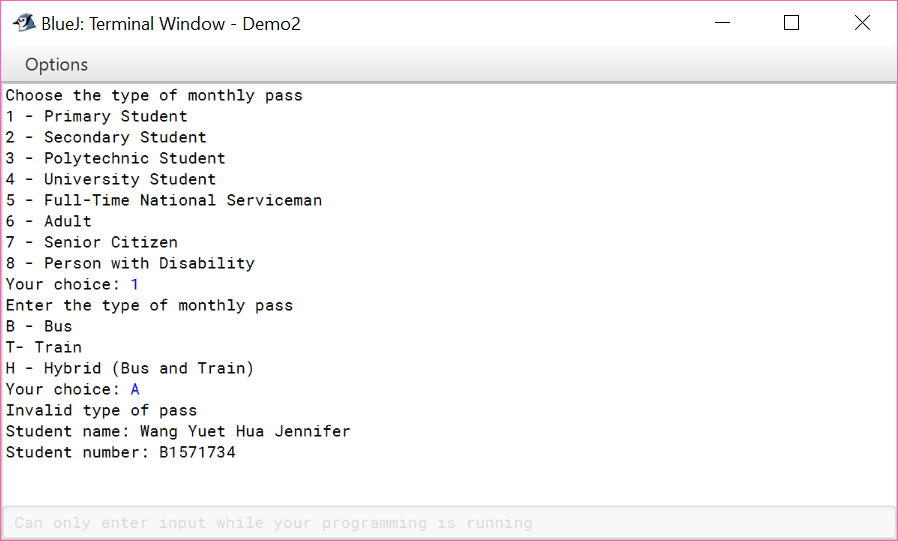 BlueJ: Terminal Window - Demo2
Options
Choose the type of monthly pass
1 - Primary Student
2 - Secondary Student
3 - Polytechnic Student
4 - University Student
5 - Full-Time National Serviceman
6 - Adult
7 - Senior Citizen
8 - Person with Disability
Your choice: 1
Enter the type of monthly pass
B - Bus
T- Train
H - Hybrid (Bus and Train)
Your choice: A
Invalid type of pass
Student name: Wang Yuet Hua Jennifer
Student number: B1571734
Can only enter input while your programming is running